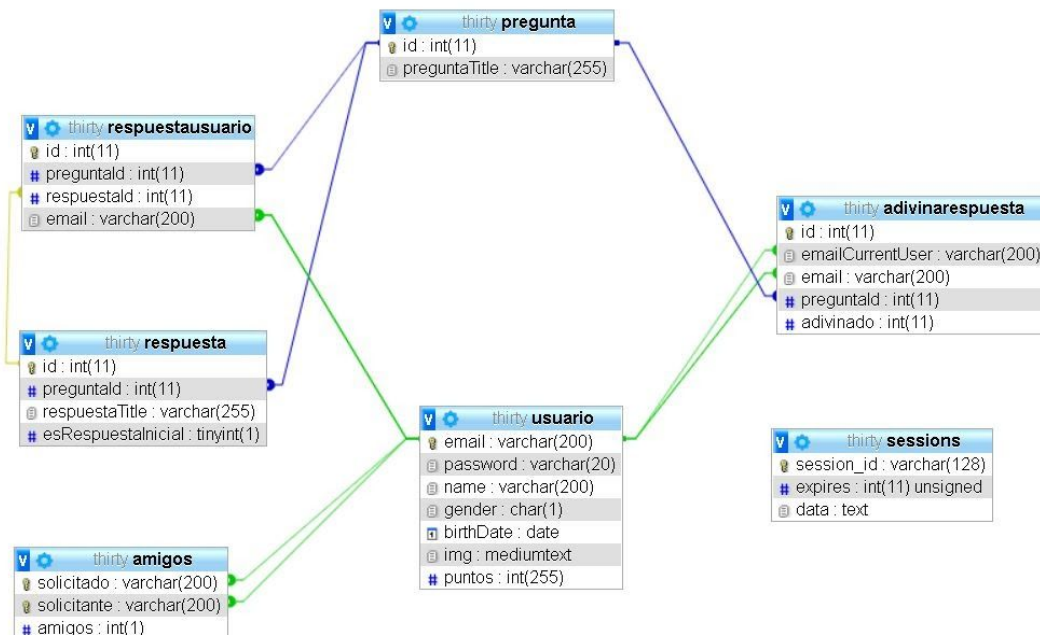 V thirty pregunta
id : int(11)
preguntaTitle : varchar(255)
V thirty respuestausuario
id : int(11)
# preguntaId : int(11)
# respuestaId : int(11)
email : varchar(200)
V thirty adivinarespuesta
id : int(11)
emailCurrentUser : varchar(200)
email : varchar(200)
# preguntaId : int(11)
# adivinado : int(11)
V thirty respuesta
id : int(11)
# preguntaId : int(11)
respuestaTitle : varchar(255)
# esRespuestaInicial : tinyint(1)
V thirty usuario
email : varchar(200)
password : varchar(20)
name : varchar(200)
gender : char(1)
birthDate : date
img : mediumtext
# puntos : int(255)
V thirty sessions
session_id : varchar(128)
# expires : int(11) unsigned
data : text
V thirty amigos
solicitado : varchar(200)
solicitante : varchar(200)
# amigos : int(1)